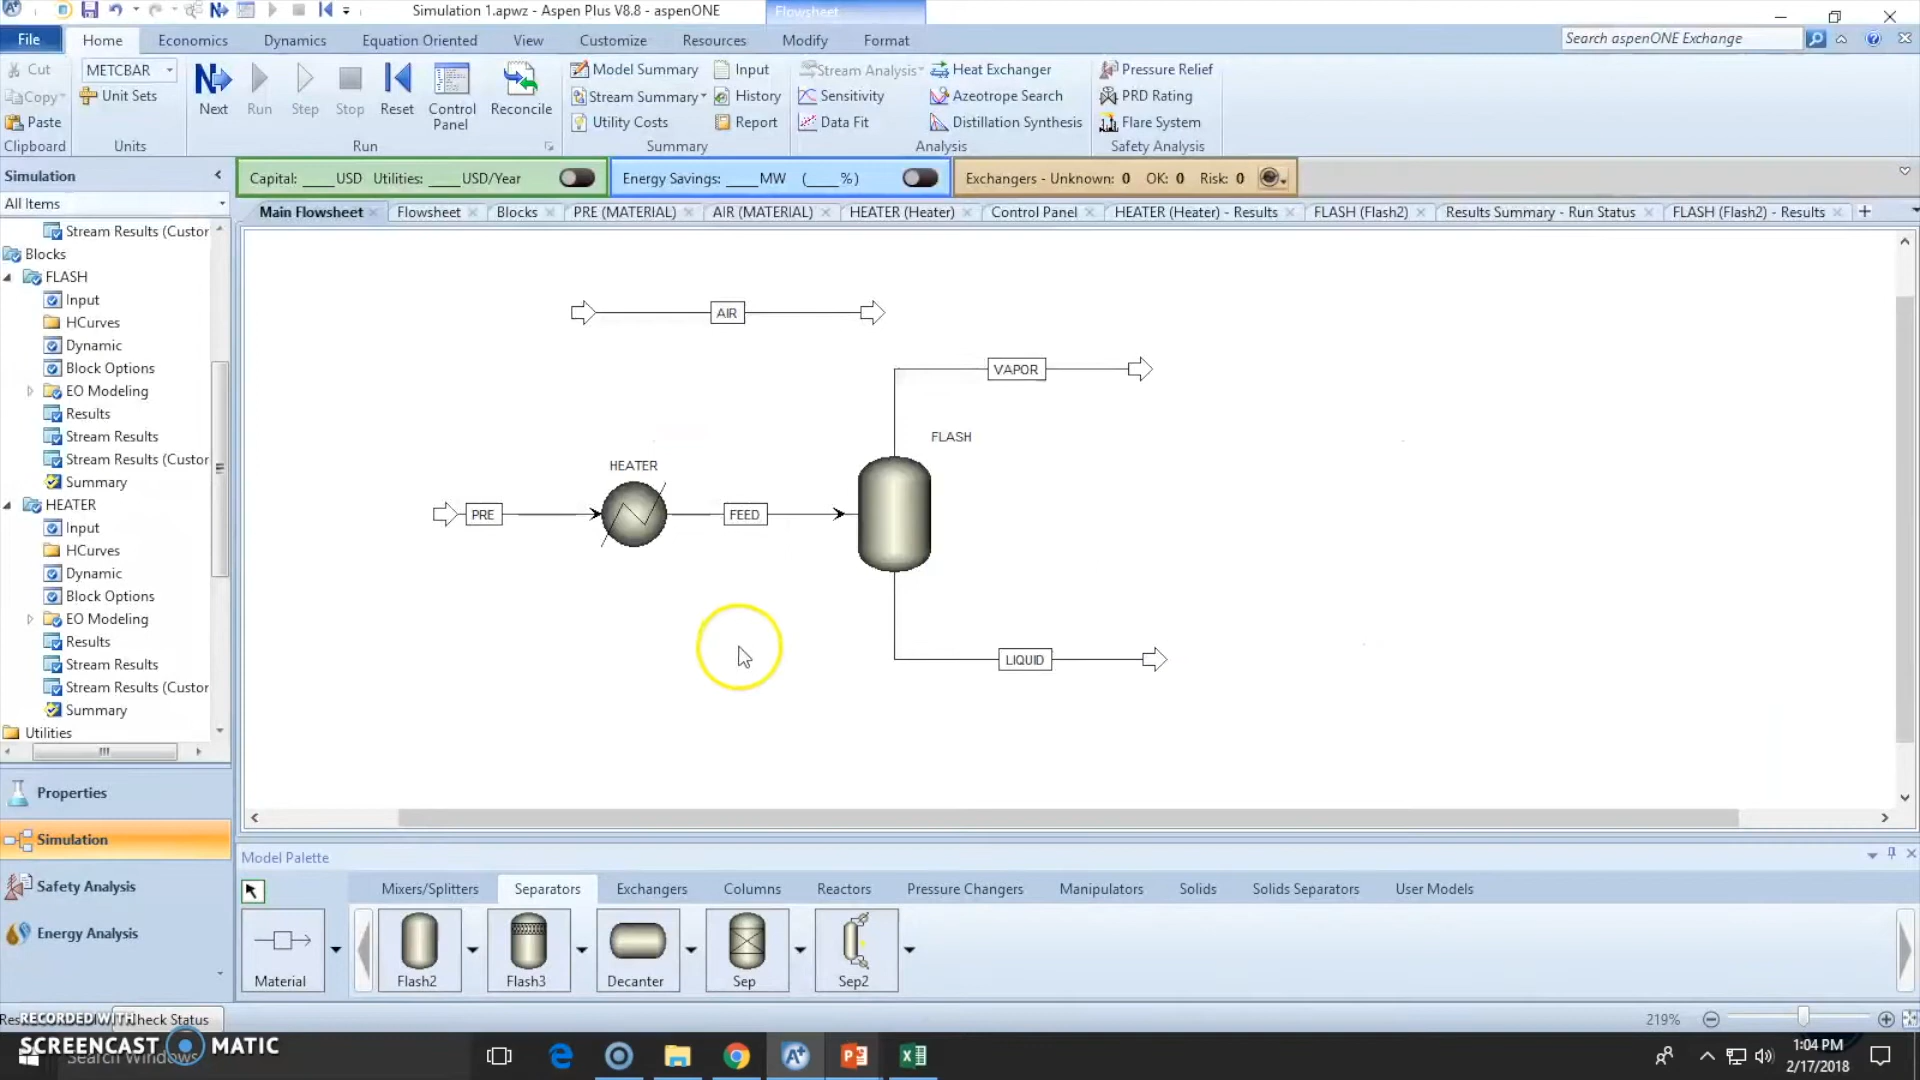 Simulation 1.apwz - Aspen Plus V8.8 - aspenONE
Flowsheet
File Home Economics Dynamics Equation Oriented View Customize Resources Modify Format Search aspenONE Exchange
Cut METCBAR Model Summary Input Stream Analysis Heat Exchanger Pressure Relief
Copy Unit Sets Next Run Step Stop Reset Control Panel Reconcile Stream Summary History Sensitivity Azeotrope Search PRD Rating
Paste Utility Costs Report Data Fit Distillation Synthesis Flare System
Clipboard Units Run Summary Analysis Safety Analysis
Simulation
Capital: ____USD Utilities: ____USD/Year Energy Savings: ____MW (____%) Exchangers - Unknown: 0 OK: 0 Risk: 0
All Items
Main Flowsheet Flowsheet Blocks PRE (MATERIAL) AIR (MATERIAL) HEATER (Heater) Control Panel HEATER (Heater) - Results FLASH (Flash2) Results Summary - Run Status FLASH (Flash2) - Results
Stream Results (Custor
Blocks
FLASH
Input
HCurves
Dynamic
Block Options
EO Modeling
Results
Stream Results
Stream Results (Custor
Summary
HEATER
Input
HCurves
Dynamic
Block Options
EO Modeling
Results
Stream Results
Stream Results (Custor
Summary
Utilities
AIR
VAPOR
FLASH
HEATER
PRE
FEED
LIQUID
Properties
Simulation
Safety Analysis
Energy Analysis
Model Palette
Mixers/Splitters Separators Exchangers Columns Reactors Pressure Changers Manipulators Solids Solids Separators User Models
Material Flash2 Flash3 Decanter Sep Sep2
RECORDED WITH
Check Status
219%
SCREENCAST MATIC
Search Windows
1:04 PM
2/17/2018